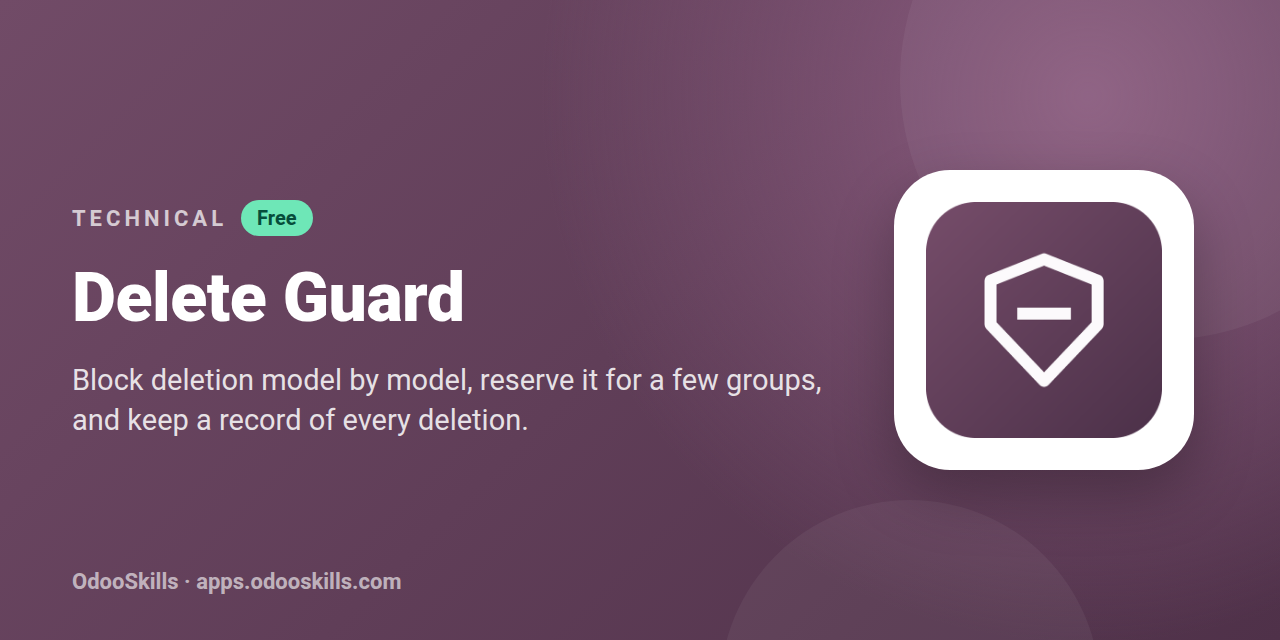 TECHNICAL Free
Delete Guard
Block deletion model by model, reserve it for a few groups,
and keep a record of every deletion.
OdooSkills · apps.odooskills.com